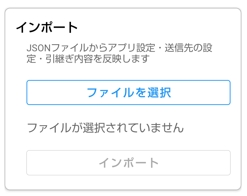 インポート
JSONファイルからアプリ設定・送信先の設
定・引継ぎ内容を反映します
ファイルを選択
ファイルが選択されていません
インポート